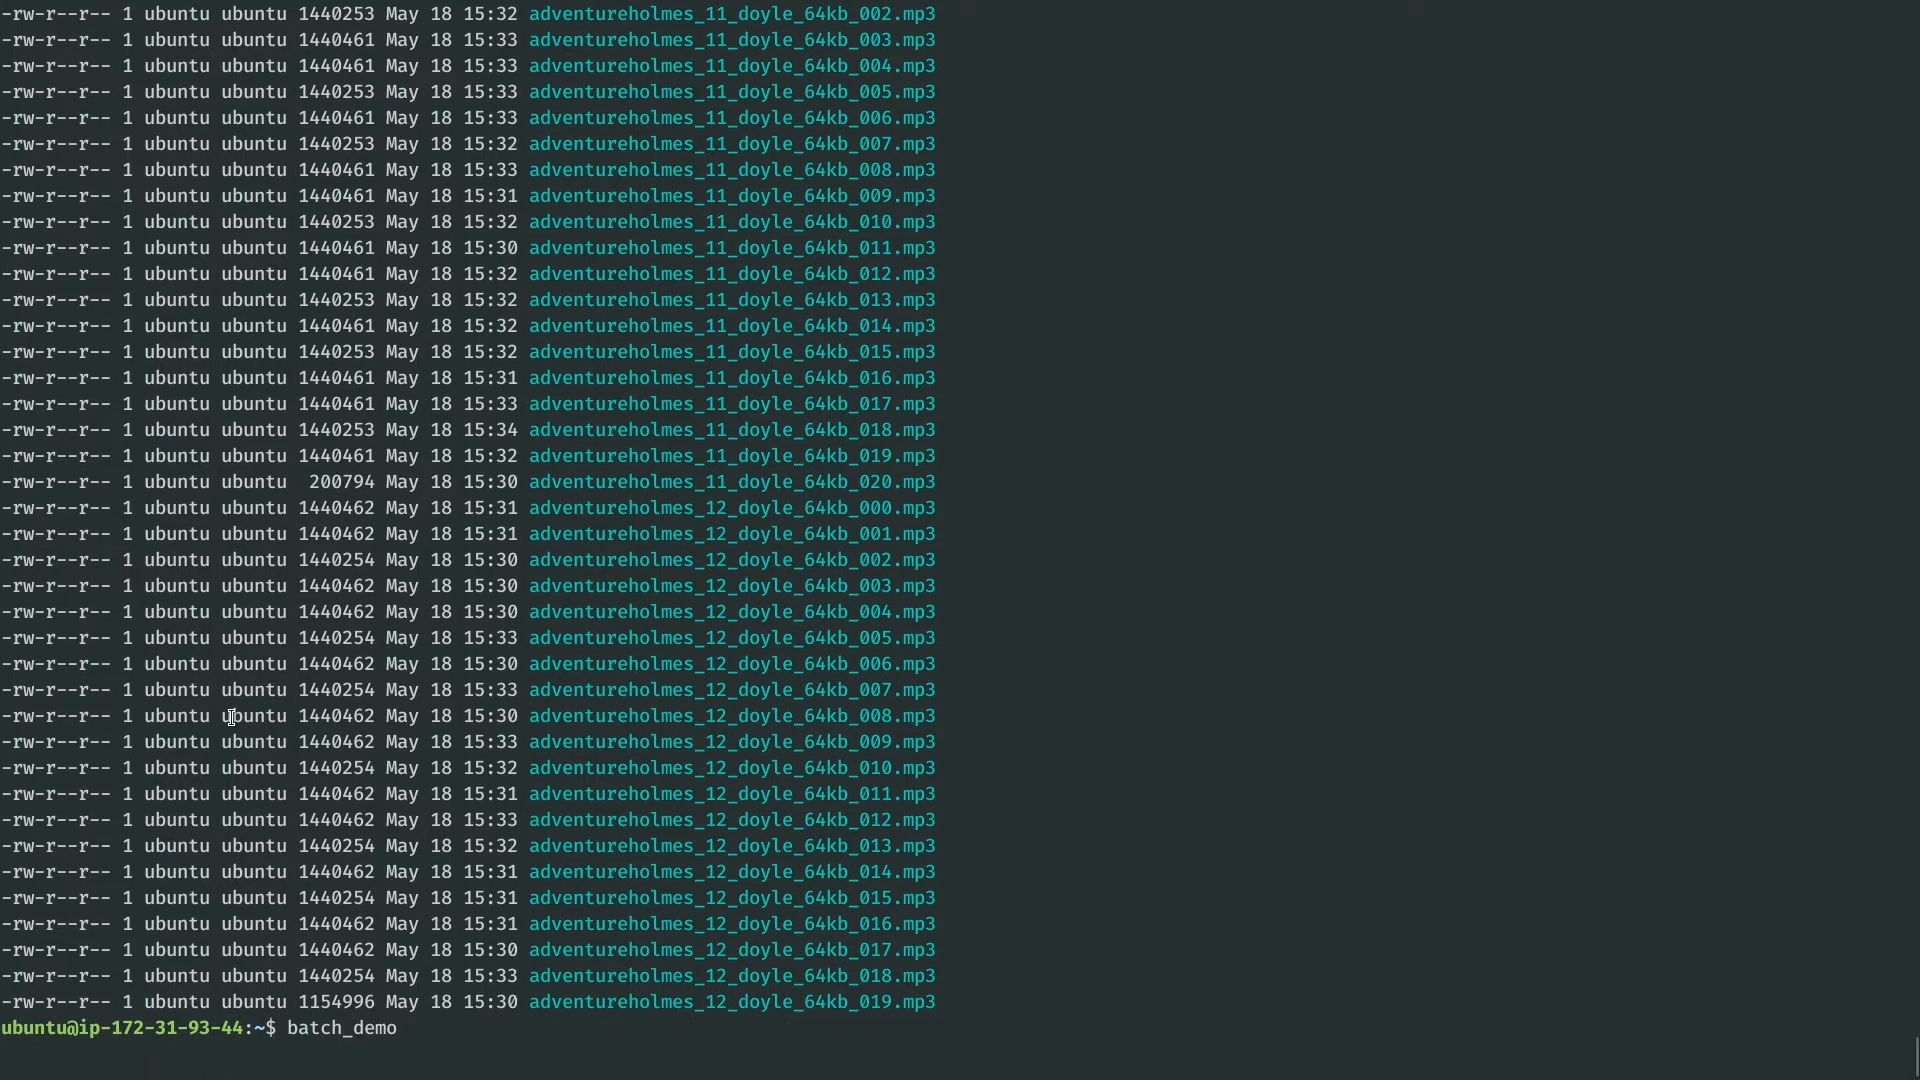 -rw-r--r-- 1 ubuntu ubuntu 1440253 May 18 15:32 adventureholmes_11_doyle_64kb_002.mp3
-rw-r--r-- 1 ubuntu ubuntu 1440461 May 18 15:33 adventureholmes_11_doyle_64kb_003.mp3
-rw-r--r-- 1 ubuntu ubuntu 1440461 May 18 15:33 adventureholmes_11_doyle_64kb_004.mp3
-rw-r--r-- 1 ubuntu ubuntu 1440253 May 18 15:33 adventureholmes_11_doyle_64kb_005.mp3
-rw-r--r-- 1 ubuntu ubuntu 1440461 May 18 15:33 adventureholmes_11_doyle_64kb_006.mp3
-rw-r--r-- 1 ubuntu ubuntu 1440253 May 18 15:32 adventureholmes_11_doyle_64kb_007.mp3
-rw-r--r-- 1 ubuntu ubuntu 1440461 May 18 15:33 adventureholmes_11_doyle_64kb_008.mp3
-rw-r--r-- 1 ubuntu ubuntu 1440461 May 18 15:31 adventureholmes_11_doyle_64kb_009.mp3
-rw-r--r-- 1 ubuntu ubuntu 1440253 May 18 15:32 adventureholmes_11_doyle_64kb_010.mp3
-rw-r--r-- 1 ubuntu ubuntu 1440461 May 18 15:30 adventureholmes_11_doyle_64kb_011.mp3
-rw-r--r-- 1 ubuntu ubuntu 1440461 May 18 15:32 adventureholmes_11_doyle_64kb_012.mp3
-rw-r--r-- 1 ubuntu ubuntu 1440253 May 18 15:32 adventureholmes_11_doyle_64kb_013.mp3
-rw-r--r-- 1 ubuntu ubuntu 1440461 May 18 15:32 adventureholmes_11_doyle_64kb_014.mp3
-rw-r--r-- 1 ubuntu ubuntu 1440253 May 18 15:32 adventureholmes_11_doyle_64kb_015.mp3
-rw-r--r-- 1 ubuntu ubuntu 1440461 May 18 15:31 adventureholmes_11_doyle_64kb_016.mp3
-rw-r--r-- 1 ubuntu ubuntu 1440461 May 18 15:33 adventureholmes_11_doyle_64kb_017.mp3
-rw-r--r-- 1 ubuntu ubuntu 1440253 May 18 15:34 adventureholmes_11_doyle_64kb_018.mp3
-rw-r--r-- 1 ubuntu ubuntu 1440461 May 18 15:32 adventureholmes_11_doyle_64kb_019.mp3
-rw-r--r-- 1 ubuntu ubuntu  200794 May 18 15:30 adventureholmes_11_doyle_64kb_020.mp3
-rw-r--r-- 1 ubuntu ubuntu 1440462 May 18 15:31 adventureholmes_12_doyle_64kb_000.mp3
-rw-r--r-- 1 ubuntu ubuntu 1440462 May 18 15:31 adventureholmes_12_doyle_64kb_001.mp3
-rw-r--r-- 1 ubuntu ubuntu 1440254 May 18 15:30 adventureholmes_12_doyle_64kb_002.mp3
-rw-r--r-- 1 ubuntu ubuntu 1440462 May 18 15:30 adventureholmes_12_doyle_64kb_003.mp3
-rw-r--r-- 1 ubuntu ubuntu 1440462 May 18 15:30 adventureholmes_12_doyle_64kb_004.mp3
-rw-r--r-- 1 ubuntu ubuntu 1440254 May 18 15:33 adventureholmes_12_doyle_64kb_005.mp3
-rw-r--r-- 1 ubuntu ubuntu 1440462 May 18 15:30 adventureholmes_12_doyle_64kb_006.mp3
-rw-r--r-- 1 ubuntu ubuntu 1440254 May 18 15:33 adventureholmes_12_doyle_64kb_007.mp3
-rw-r--r-- 1 ubuntu ubuntu 1440462 May 18 15:30 adventureholmes_12_doyle_64kb_008.mp3
-rw-r--r-- 1 ubuntu ubuntu 1440462 May 18 15:33 adventureholmes_12_doyle_64kb_009.mp3
-rw-r--r-- 1 ubuntu ubuntu 1440254 May 18 15:32 adventureholmes_12_doyle_64kb_010.mp3
-rw-r--r-- 1 ubuntu ubuntu 1440462 May 18 15:31 adventureholmes_12_doyle_64kb_011.mp3
-rw-r--r-- 1 ubuntu ubuntu 1440462 May 18 15:33 adventureholmes_12_doyle_64kb_012.mp3
-rw-r--r-- 1 ubuntu ubuntu 1440254 May 18 15:32 adventureholmes_12_doyle_64kb_013.mp3
-rw-r--r-- 1 ubuntu ubuntu 1440462 May 18 15:31 adventureholmes_12_doyle_64kb_014.mp3
-rw-r--r-- 1 ubuntu ubuntu 1440254 May 18 15:31 adventureholmes_12_doyle_64kb_015.mp3
-rw-r--r-- 1 ubuntu ubuntu 1440462 May 18 15:31 adventureholmes_12_doyle_64kb_016.mp3
-rw-r--r-- 1 ubuntu ubuntu 1440462 May 18 15:30 adventureholmes_12_doyle_64kb_017.mp3
-rw-r--r-- 1 ubuntu ubuntu 1440254 May 18 15:33 adventureholmes_12_doyle_64kb_018.mp3
-rw-r--r-- 1 ubuntu ubuntu 1154996 May 18 15:30 adventureholmes_12_doyle_64kb_019.mp3
ubuntu@ip-172-31-93-44:~$ batch_demo